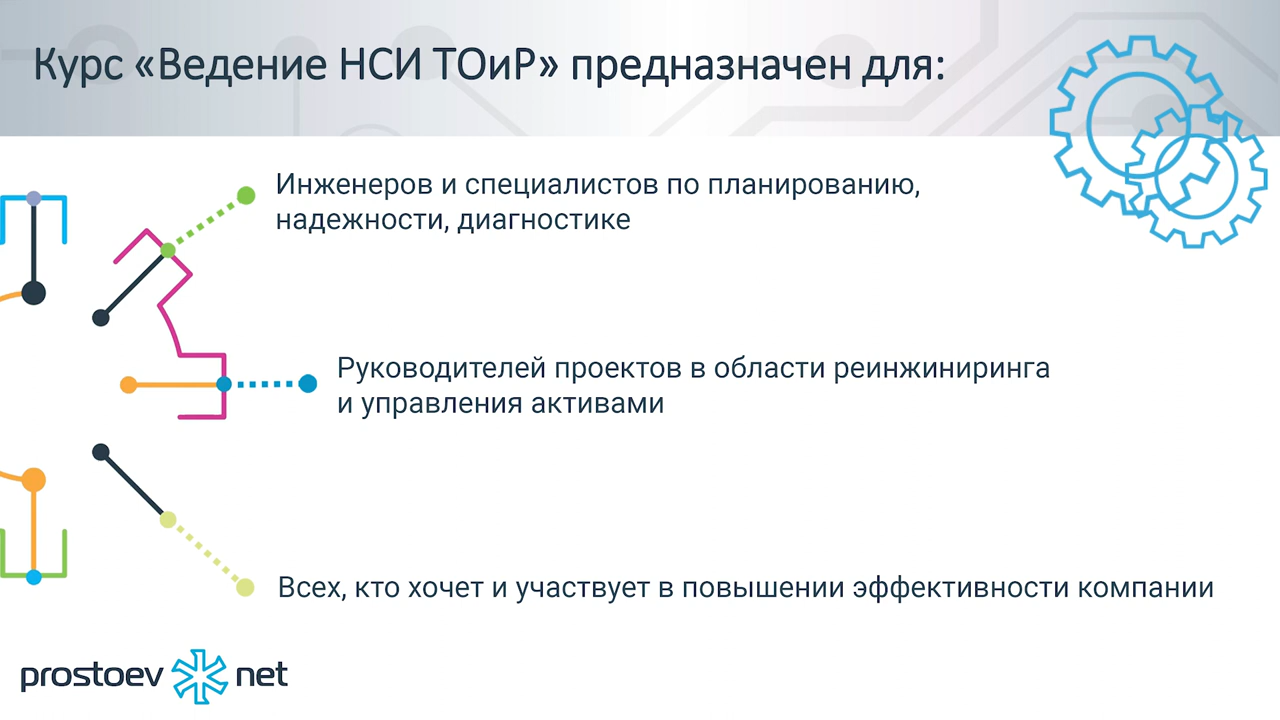 Курс «Ведение НСИ ТОиР» предназначен для:
Инженеров и специалистов по планированию,
надежности, диагностике
Руководителей проектов в области реинжиниринга
и управления активами
Всех, кто хочет и участвует в повышении эффективности компании
prostoev net